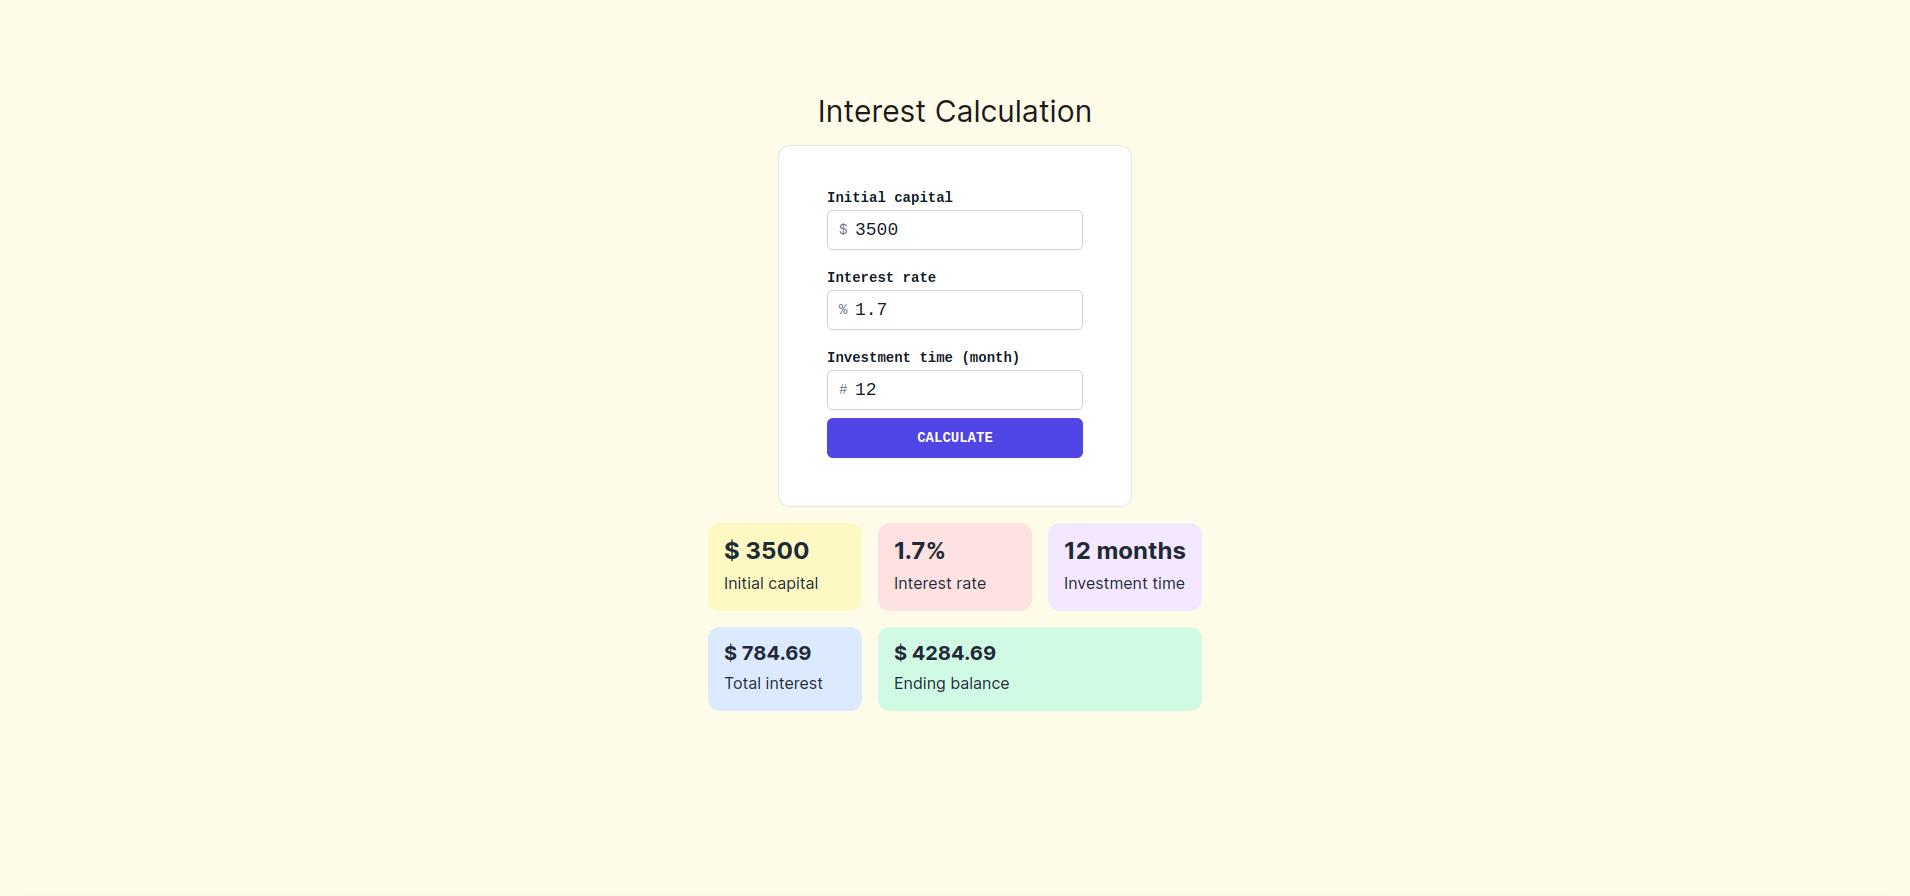 Interest Calculation
Initial capital
$ 3500
Interest rate
% 1.7
Investment time (month)
# 12
CALCULATE
$ 3500
Initial capital
1.7%
Interest rate
12 months
Investment time
$ 784.69
Total interest
$ 4284.69
Ending balance